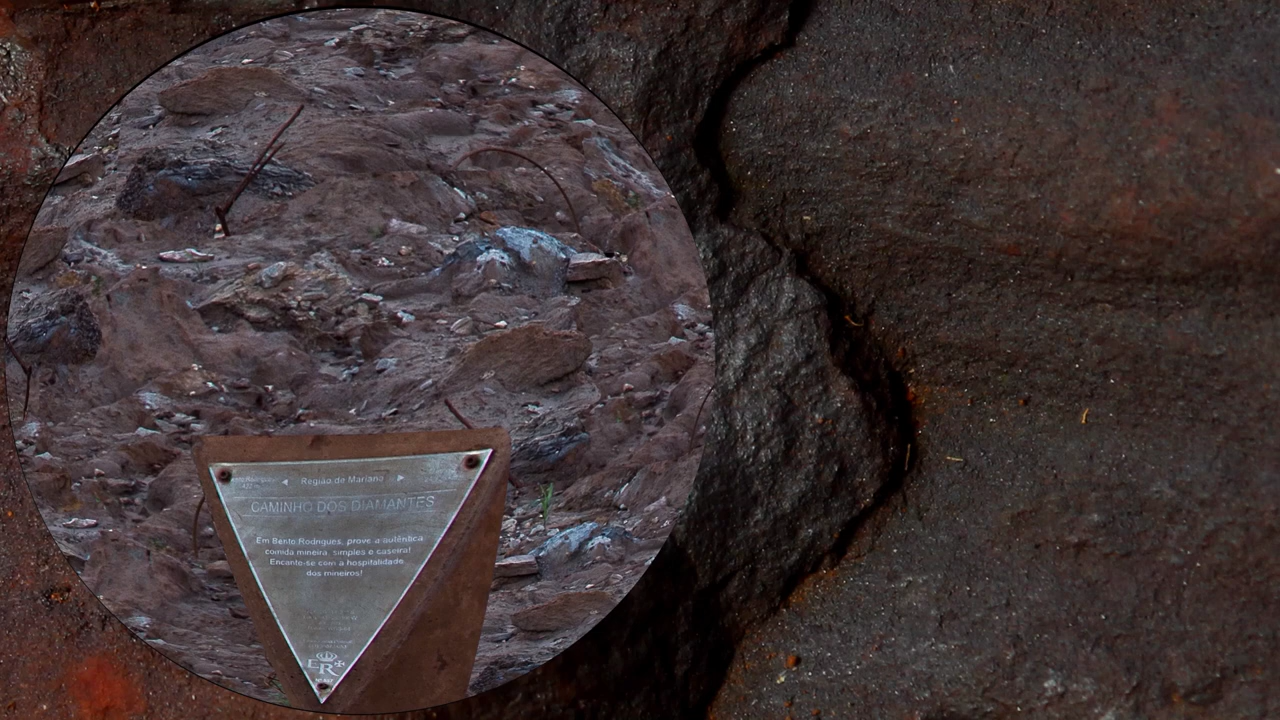 ◄ Região de Mariana ►
CAMINHO DOS DIAMANTES
Em Bento Rodrigues, prove a autêntica
comida mineira, simples e caseira!
Encante-se com a hospitalidade
dos mineiros!
ER